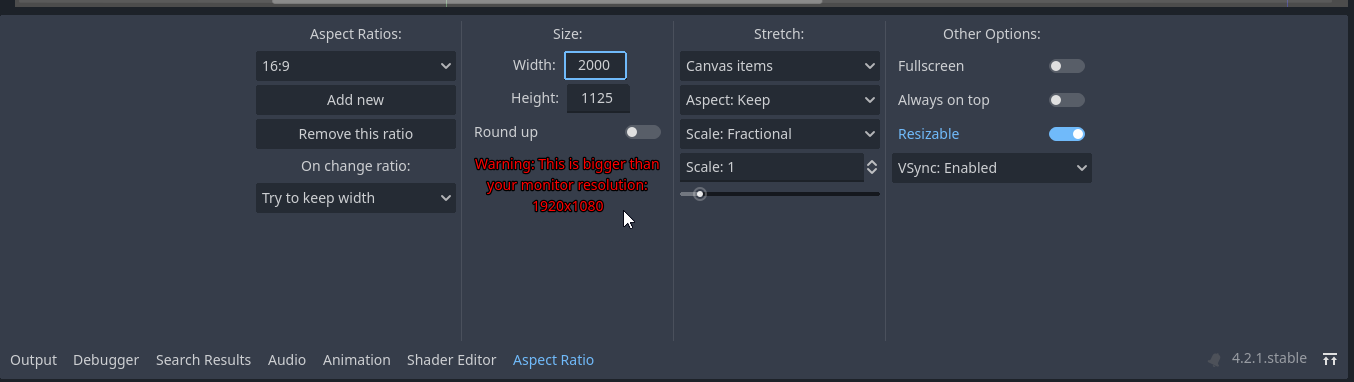 Aspect Ratios:
16:9
Add new
Remove this ratio
On change ratio:
Try to keep width
Size:
Width: 2000
Height: 1125
Round up
Warning: This is bigger than
your monitor resolution:
1920x1080
Stretch:
Canvas items
Aspect: Keep
Scale: Fractional
Scale: 1
Other Options:
Fullscreen
Always on top
Resizable
VSync: Enabled
Output Debugger Search Results Audio Animation Shader Editor Aspect Ratio 4.2.1.stable